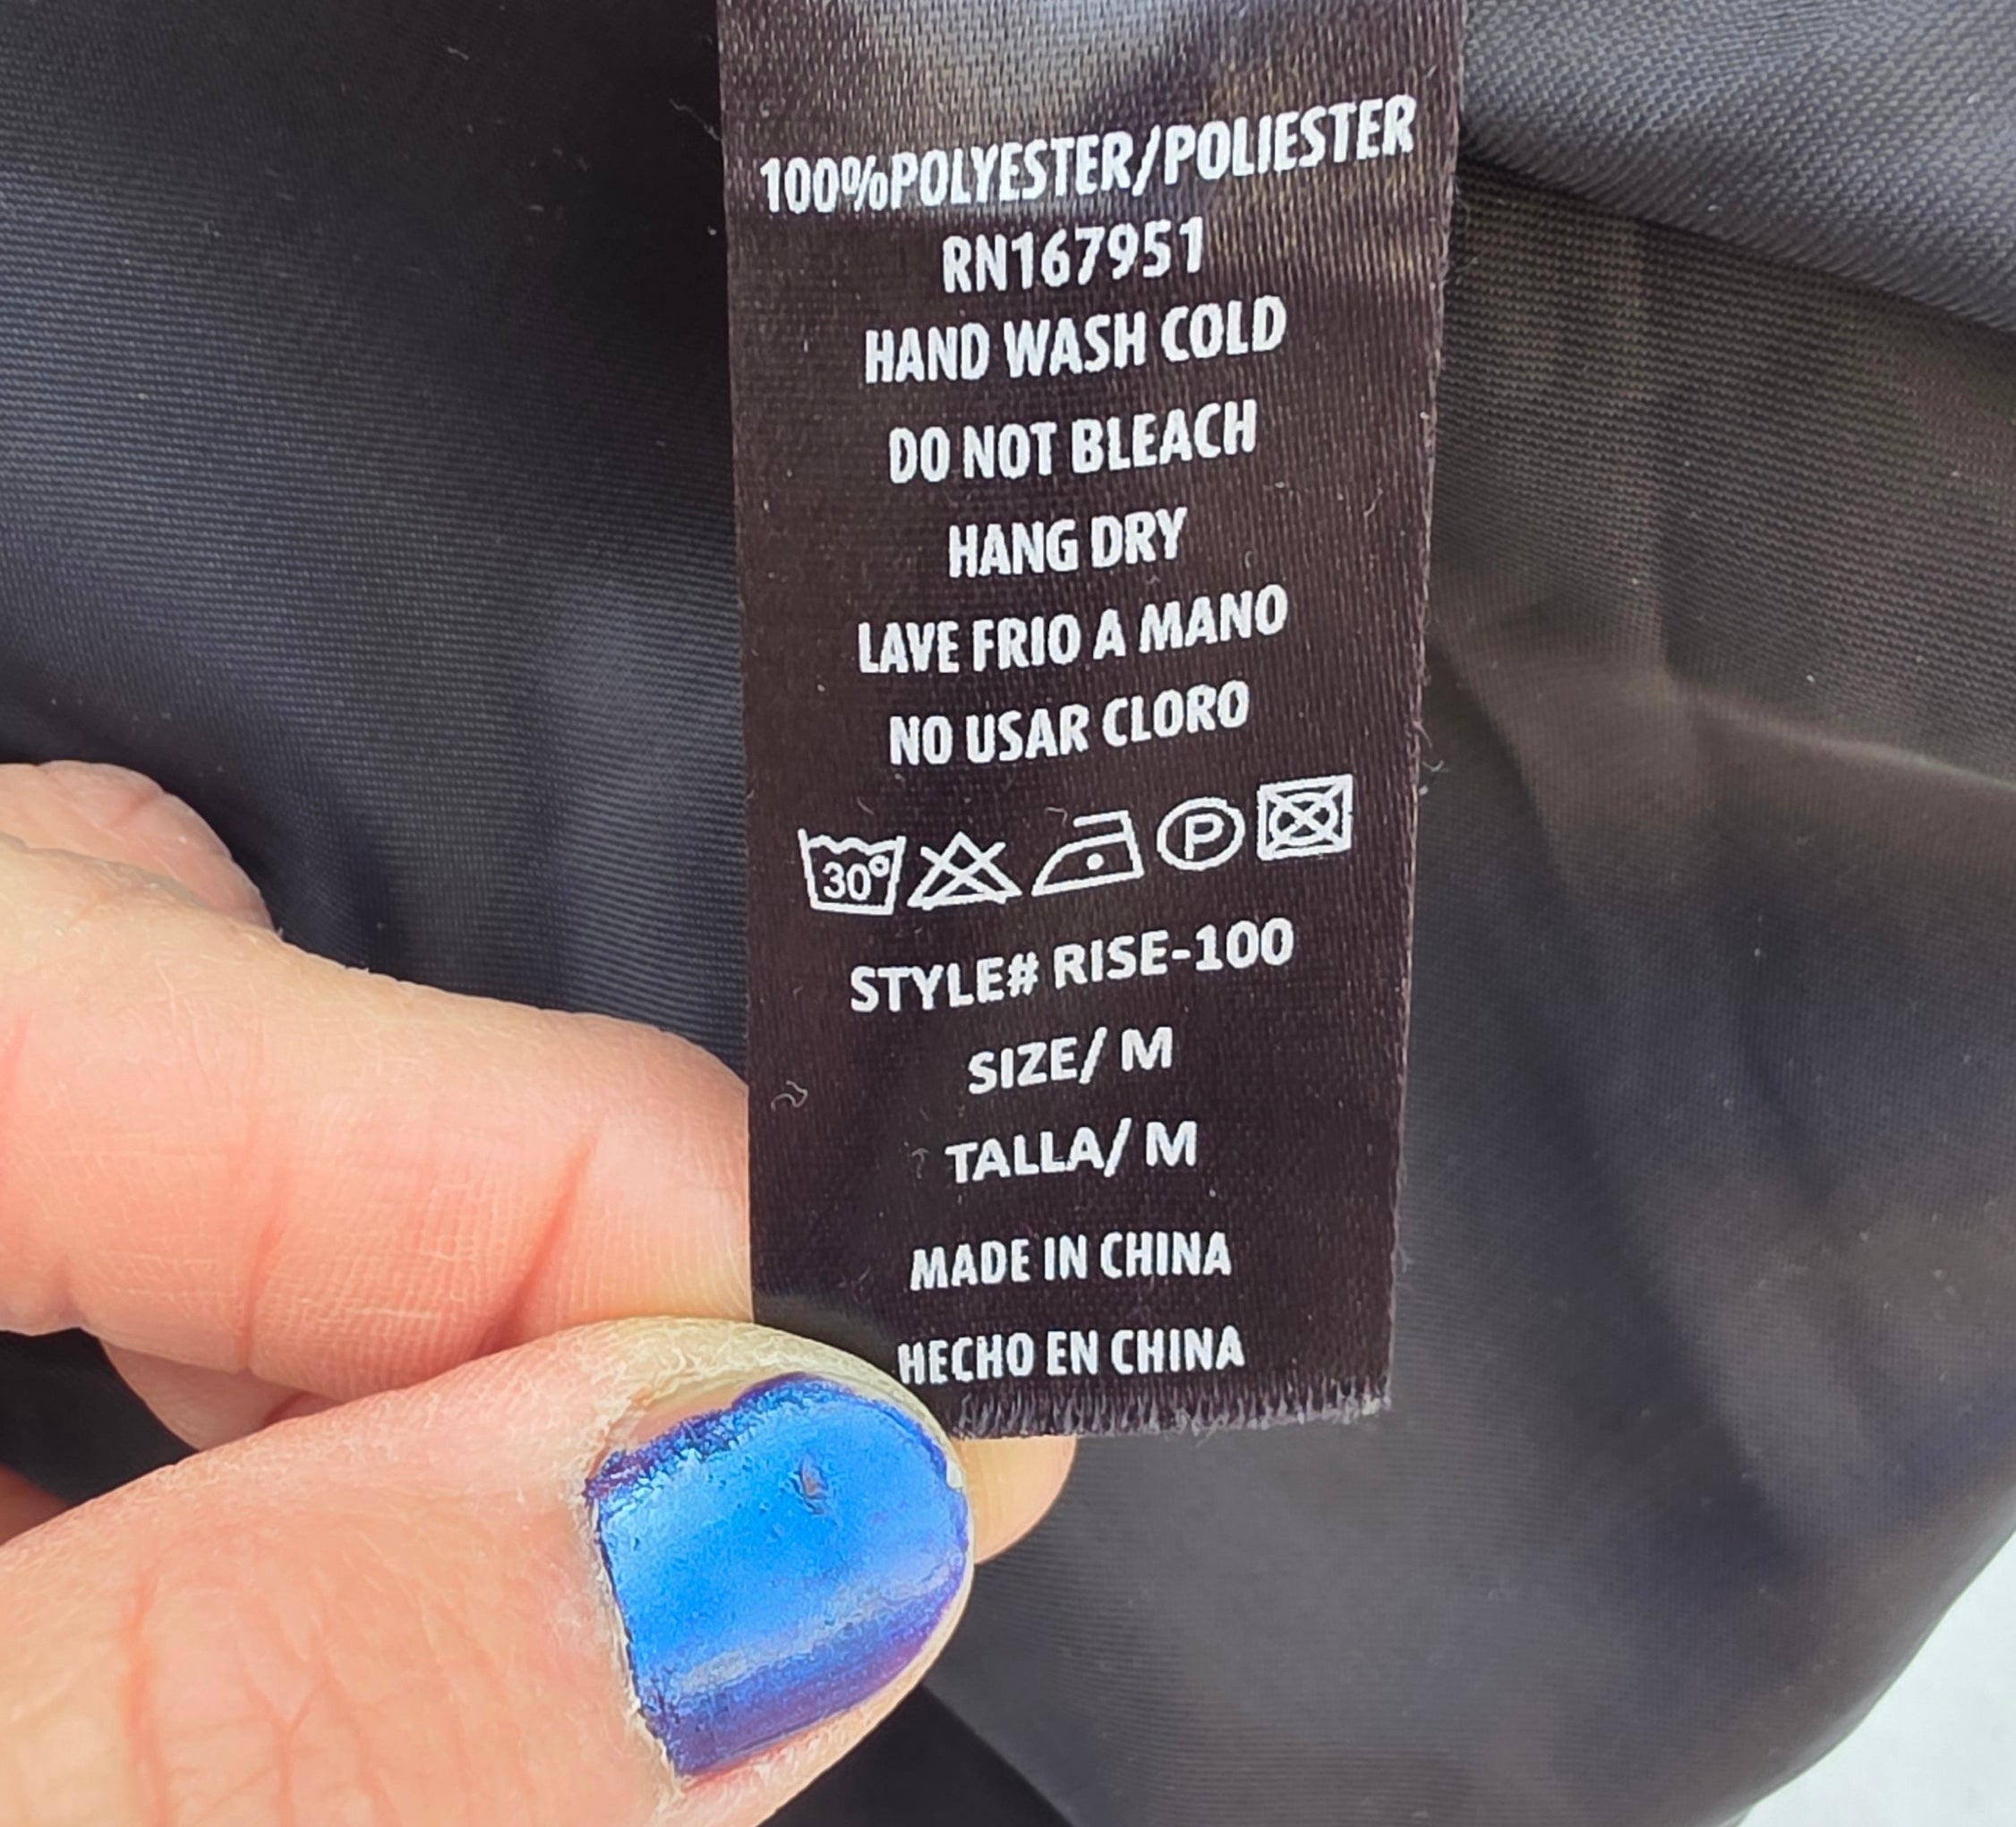 100%POLYESTER/POLIESTER
RN167951
HAND WASH COLD
DO NOT BLEACH
HANG DRY
LAVE FRIO A MANO
NO USAR CLORO
30° P
STYLE# RISE-100
SIZE/ M
TALLA/ M
MADE IN CHINA
HECHO EN CHINA